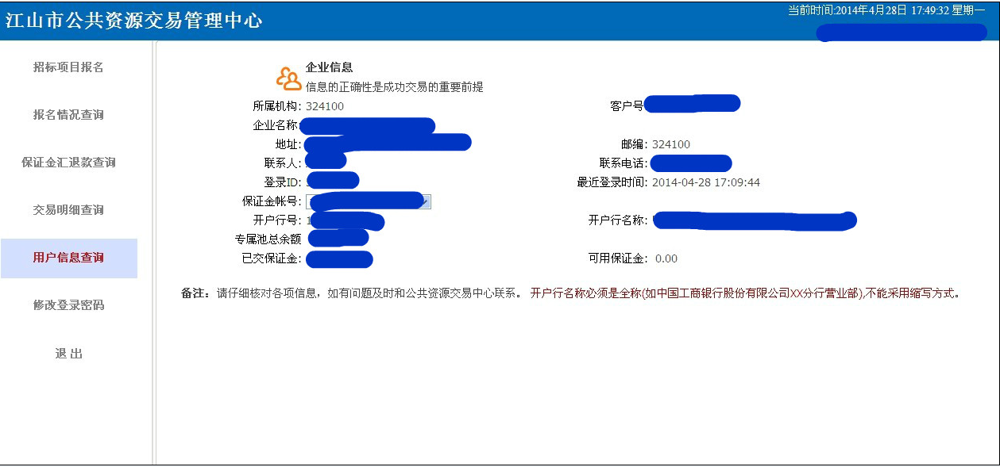 江山市公共资源交易管理中心
当前时间:2014年4月28日 17:49:32 星期一
招标项目报名
报名情况查询
保证金汇退款查询
交易明细查询
用户信息查询
修改登录密码
退 出
企业信息
信息的正确性是成功交易的重要前提
所属机构: 324100
客户号
企业名称
地址:
邮编: 324100
联系人:
联系电话:
登录ID:
最近登录时间: 2014-04-28 17:09:44
保证金帐号:
开户行号: 1
开户行名称:
专属池总余额
已交保证金:
可用保证金: 0.00
备注: 请仔细核对各项信息，如有问题及时和公共资源交易中心联系。 开户行名称必须是全称(如中国工商银行股份有限公司XX分行营业部),不能采用缩写方式。